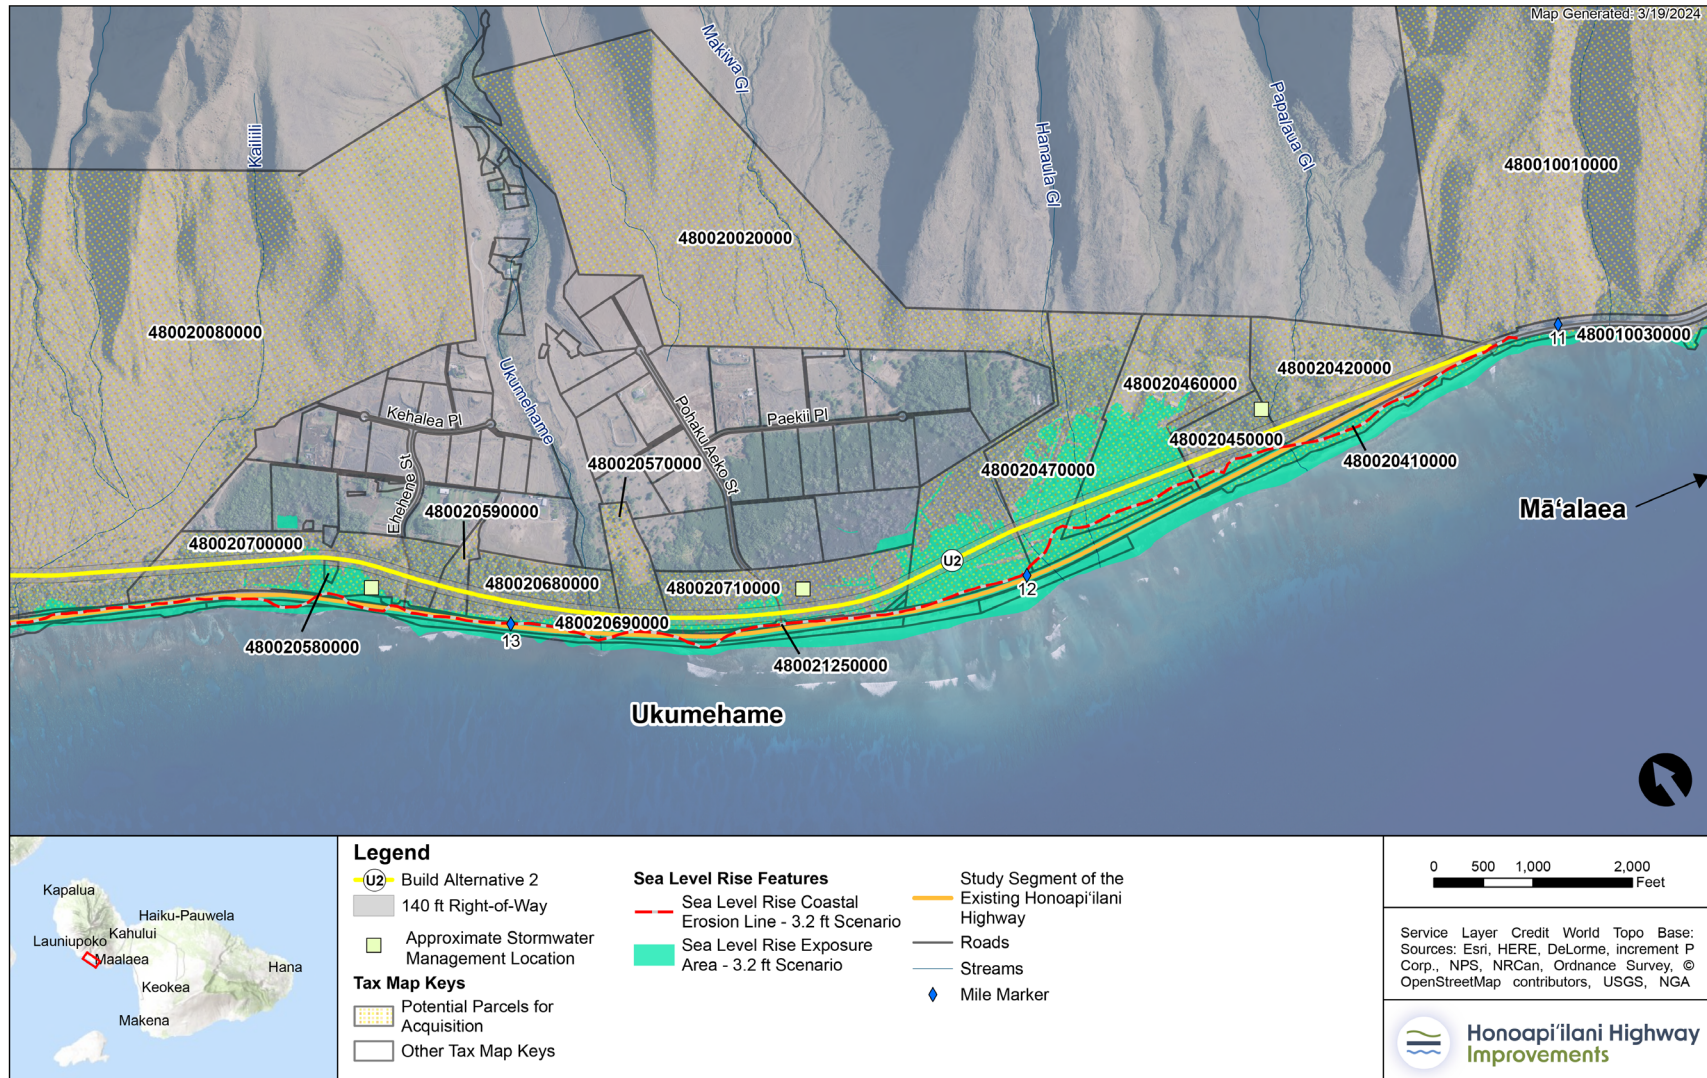 Map Generated: 3/19/2024
Makiwa Gl
Kailiili
Hanaula Gl
Papalaua Gl
480010010000
480020020000
480020080000
11
480010030000
Ukumehame
480020420000
480020460000
Kehalea Pl
Pohaku Aeko St
Paekii Pl
480020450000
480020410000
480020570000
480020470000
Ehehene St
480020590000
Mā‘alaea
480020700000
U2
480020680000
480020710000
12
480020690000
13
480020580000
480021250000
Ukumehame
Kapalua
Haiku-Pauwela
Kahului
Launiupoko
Maalaea
Hana
Keokea
Makena
Legend
U2 Build Alternative 2
140 ft Right-of-Way
Approximate Stormwater
Management Location
Tax Map Keys
Potential Parcels for
Acquisition
Other Tax Map Keys
Sea Level Rise Features
Sea Level Rise Coastal
Erosion Line - 3.2 ft Scenario
Sea Level Rise Exposure
Area - 3.2 ft Scenario
Study Segment of the
Existing Honoapi‘ilani
Highway
Roads
Streams
Mile Marker
0 500 1,000 2,000
Feet
Service Layer Credit World Topo Base:
Sources: Esri, HERE, DeLorme, increment P
Corp., NPS, NRCan, Ordnance Survey, ©
OpenStreetMap contributors, USGS, NGA
Honoapi‘ilani Highway
Improvements